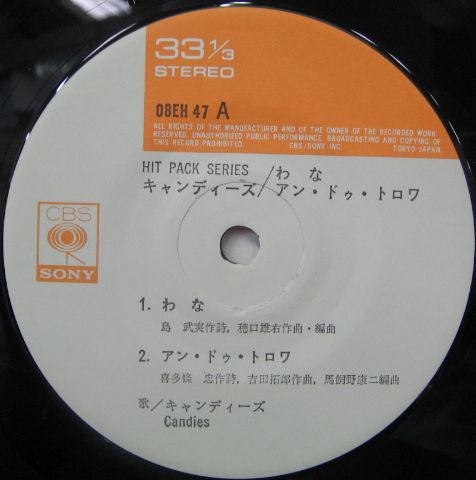 33 1/3
STEREO
08EH 47 A
ALL RIGHTS OF THE MANUFACTURER AND OF THE OWNER OF THE RECORDED WORK
RESERVED. UNAUTHORIZED PUBLIC PERFORMANCE, BROADCASTING AND COPYING OF
THIS RECORD PROHIBITED. CBS/SONY INC. TOKYO JAPAN.
HIT PACK SERIES /わ な
キャンディーズ/アン・ドゥ・トロワ
CBS
SONY
1. わ な
島 武実作詩, 穂口雄右作曲・編曲
2. アン・ドゥ・トロワ
喜多條 忠作詩, 吉田拓郎作曲, 馬飼野康二編曲
歌/キャンディーズ
Candies